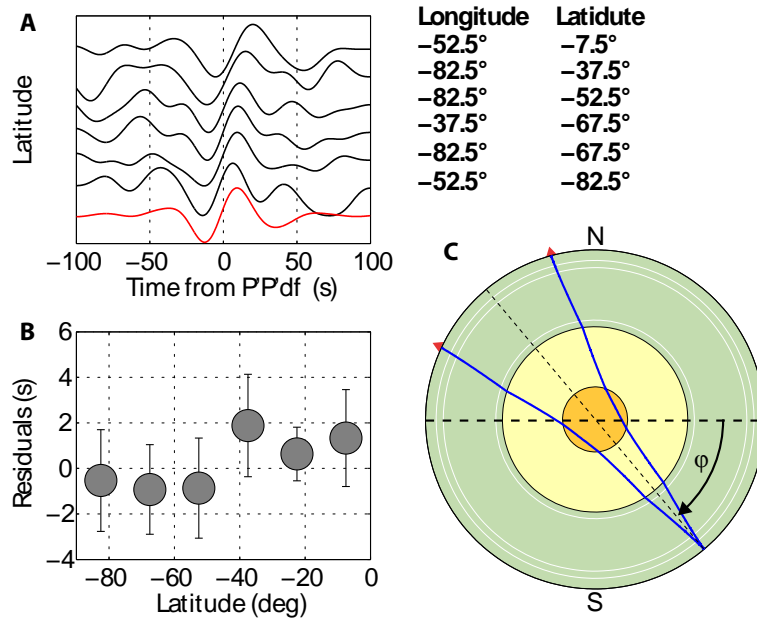 A
Latitude
−100
−50
0
50
100
Time from P'P'df (s)
Longitude Latidute
−52.5° −7.5°
−82.5° −37.5°
−82.5° −52.5°
−37.5° −67.5°
−82.5° −67.5°
−52.5° −82.5°
B
Residuals (s)
6
4
2
0
−2
−4
−80
−60
−40
−20
0
Latitude (deg)
C
N
φ
S